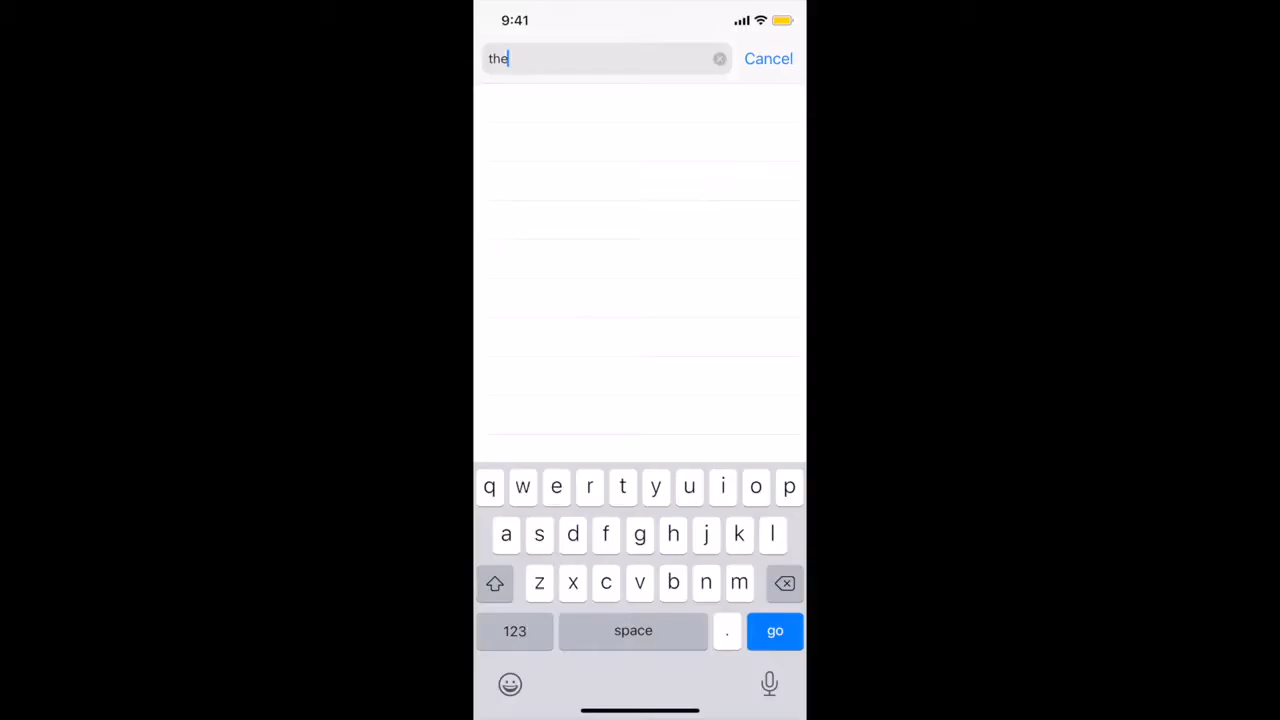 9:41
the
Cancel
q w e r t y u i o p
a s d f g h j k l
z x c v b n m
123 space . go